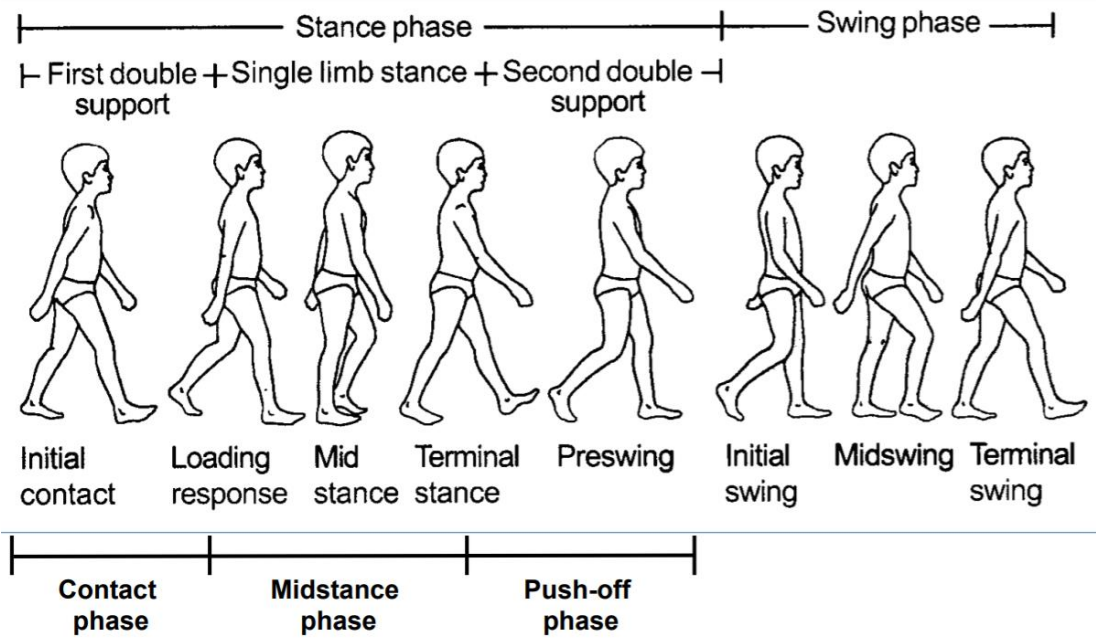 Stance phase
Swing phase
First double support
Single limb stance
Second double support
Initial contact
Loading response
Mid stance
Terminal stance
Preswing
Initial swing
Midswing
Terminal swing
Contact phase
Midstance phase
Push-off phase